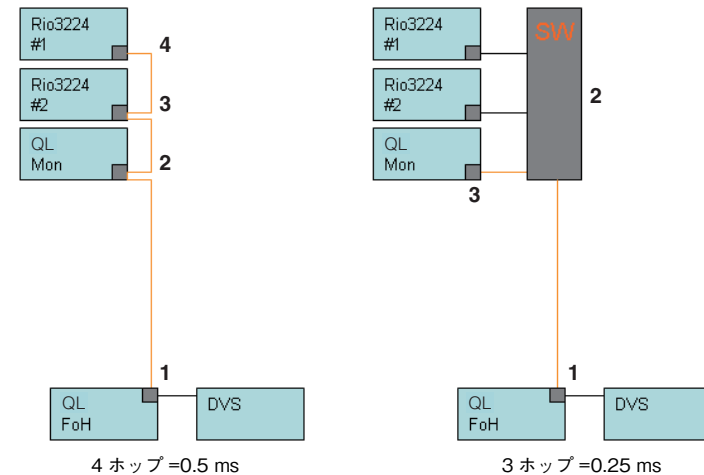 Rio3224
#1
4
Rio3224
#2
3
QL
Mon
2
1
QL
FoH
DVS
4 ホップ =0.5 ms
Rio3224
#1
SW
Rio3224
#2
2
QL
Mon
3
1
QL
FoH
DVS
3 ホップ =0.25 ms